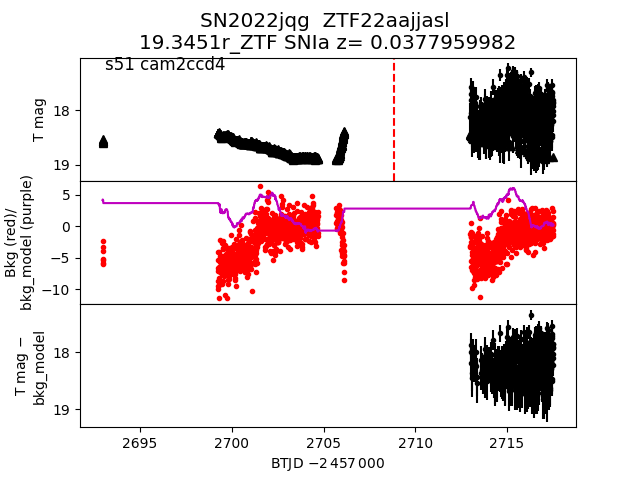 SN2022jqg  ZTF22aajjasl
19.3451r_ZTF SNIa z= 0.0377959982
s51 cam2ccd4
T mag
18
19
Bkg (red)/
bkg_model (purple)
5
0
−5
−10
T mag −
bkg_model
18
19
2695
2700
2705
2710
2715
BTJD −2 457 000